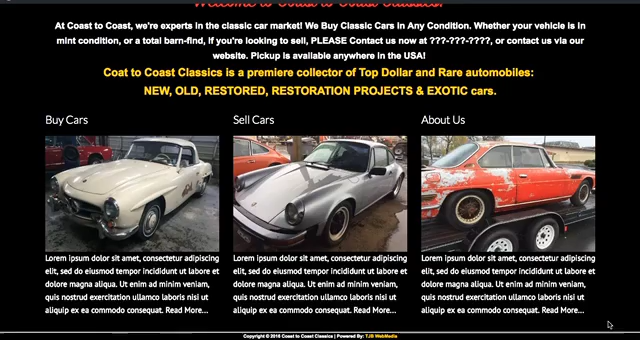 Welcome to Coast to Coast Classics!
At Coast to Coast, we're experts in the classic car market! We Buy Classic Cars in Any Condition. Whether your vehicle is in
mint condition, or a total barn-find, if you're looking to sell, PLEASE Contact us now at ???-???-????, or contact us via our
website. Pickup is available anywhere in the USA!
Coat to Coast Classics is a premiere collector of Top Dollar and Rare automobiles:
NEW, OLD, RESTORED, RESTORATION PROJECTS & EXOTIC cars.
Buy Cars
Sell Cars
About Us
Lorem ipsum dolor sit amet, consectetur adipiscing
elit, sed do eiusmod tempor incididunt ut labore et
dolore magna aliqua. Ut enim ad minim veniam,
quis nostrud exercitation ullamco laboris nisi ut
aliquip ex ea commodo consequat. Read More...
Lorem ipsum dolor sit amet, consectetur adipiscing
elit, sed do eiusmod tempor incididunt ut labore et
dolore magna aliqua. Ut enim ad minim veniam,
quis nostrud exercitation ullamco laboris nisi ut
aliquip ex ea commodo consequat. Read More...
Lorem ipsum dolor sit amet, consectetur adipiscing
elit, sed do eiusmod tempor incididunt ut labore et
dolore magna aliqua. Ut enim ad minim veniam,
quis nostrud exercitation ullamco laboris nisi ut
aliquip ex ea commodo consequat. Read More...
Copyright © 2016 Coast to Coast Classics | Powered By: TJB WebMedia